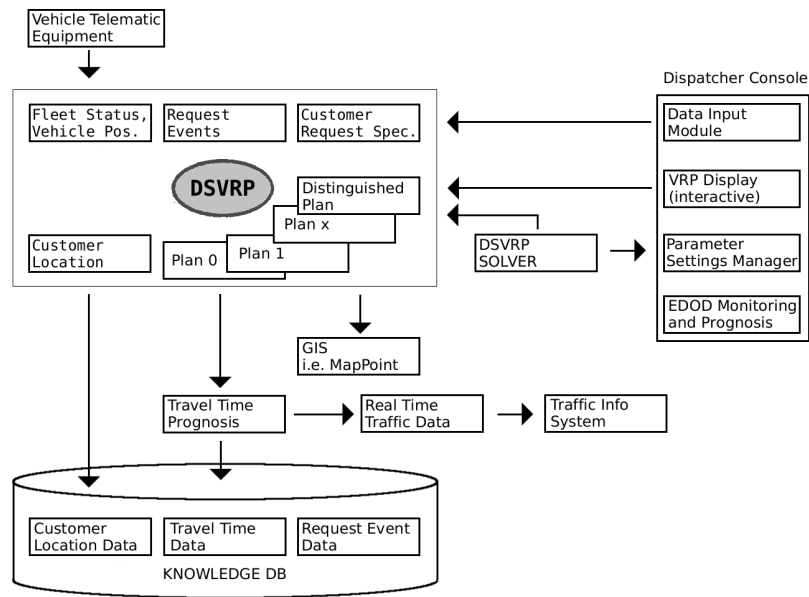 Vehicle Telematic
Equipment
Dispatcher Console
Fleet Status,
Vehicle Pos.
Request
Events
Customer
Request Spec.
Data Input
Module
DSVRP
Distinguished
Plan
VRP Display
(interactive)
Plan x
Customer
Location
Plan 0
Plan 1
DSVRP
SOLVER
Parameter
Settings Manager
EDOD Monitoring
and Prognosis
GIS
i.e. MapPoint
Travel Time
Prognosis
Real Time
Traffic Data
Traffic Info
System
Customer
Location Data
Travel Time
Data
Request Event
Data
KNOWLEDGE DB